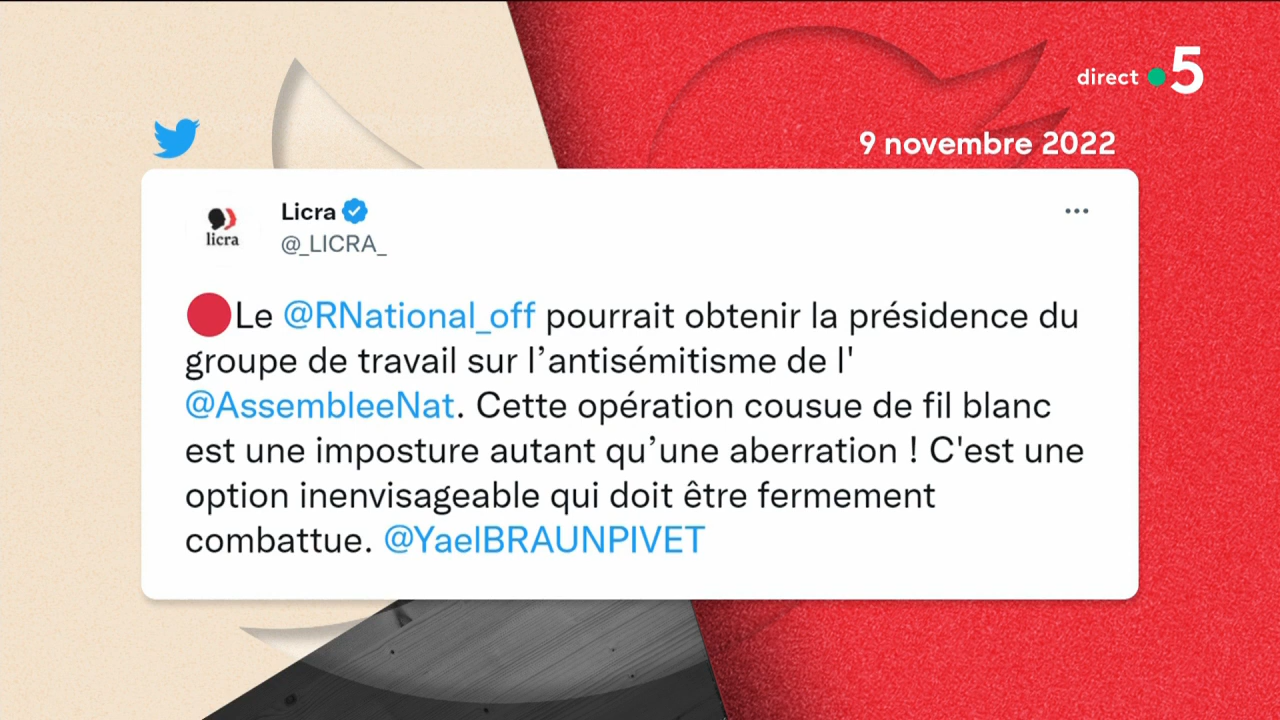 direct 5
9 novembre 2022
Licra
licra
@_LICRA_
🔴Le @RNational_off pourrait obtenir la présidence du
groupe de travail sur l’antisémitisme de l'
@AssembleeNat. Cette opération cousue de fil blanc
est une imposture autant qu’une aberration ! C'est une
option inenvisageable qui doit être fermement
combattue. @YaelBRAUNPIVET